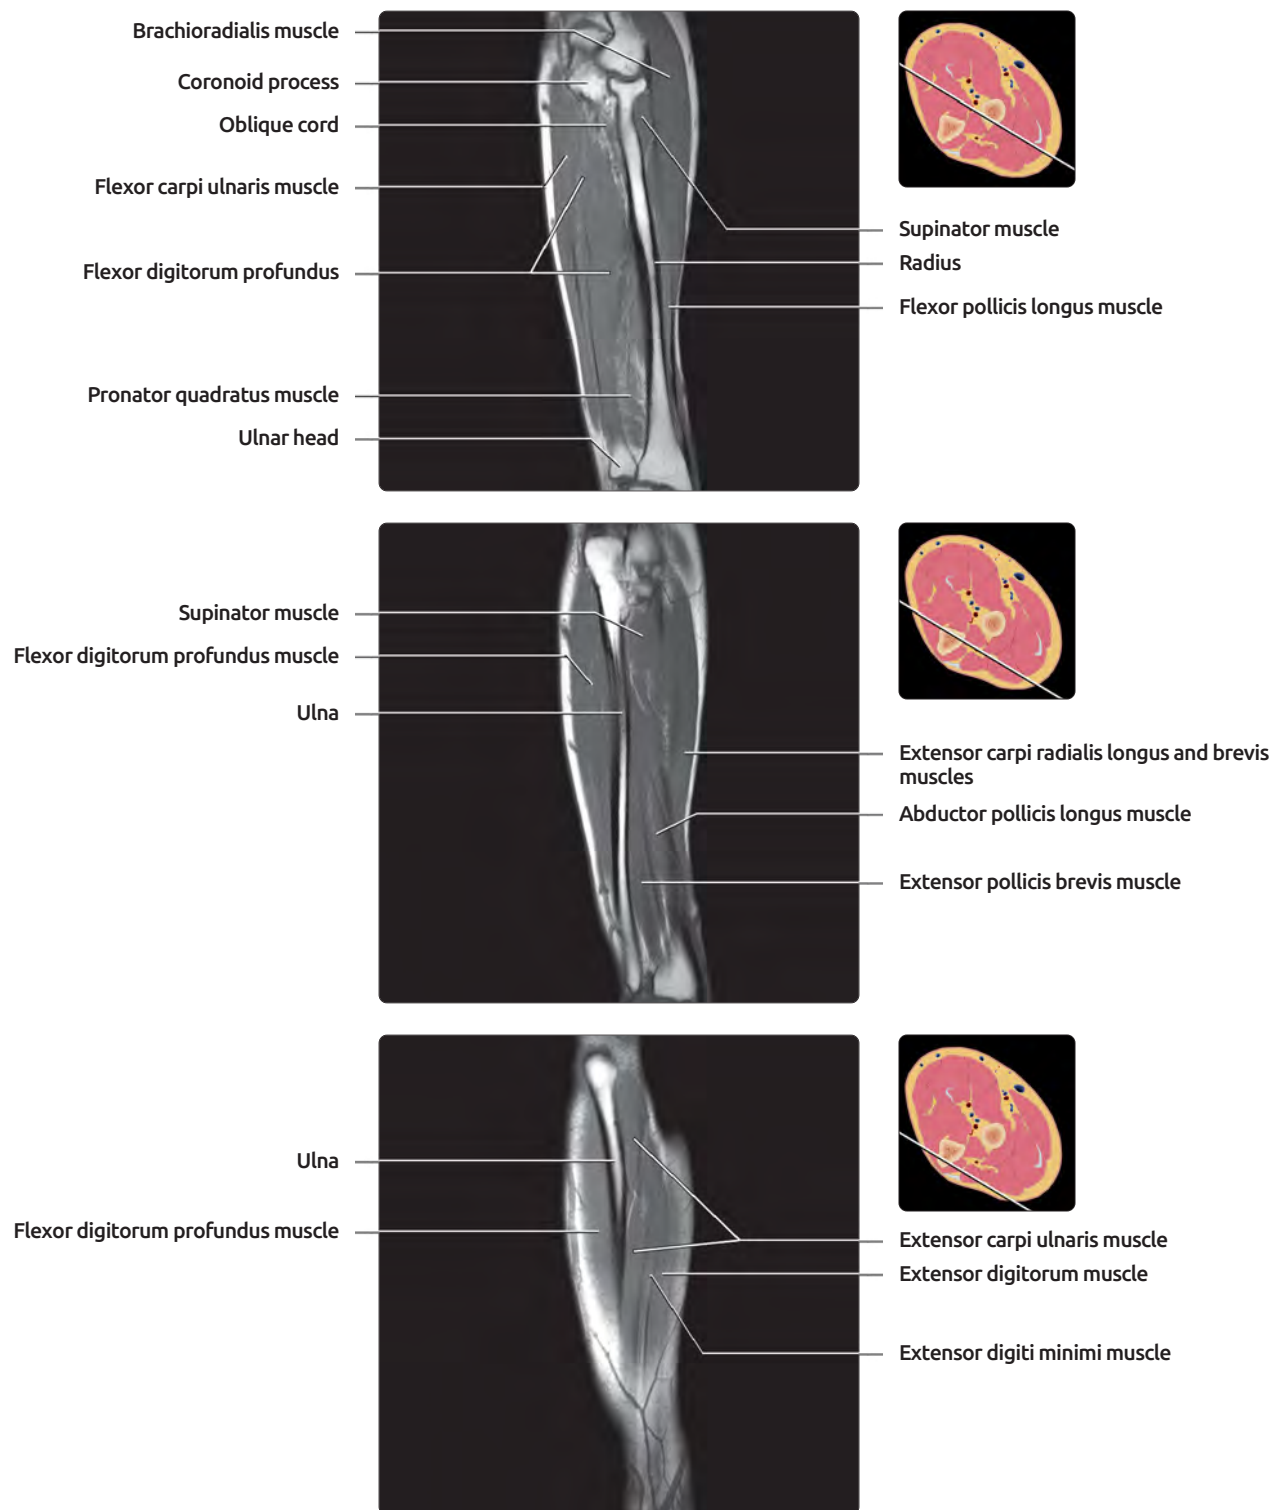 Brachioradialis muscle
Coronoid process
Oblique cord
Flexor carpi ulnaris muscle
Supinator muscle
Radius
Flexor digitorum profundus
Flexor pollicis longus muscle
Pronator quadratus muscle
Ulnar head
Supinator muscle
Flexor digitorum profundus muscle
Ulna
Extensor carpi radialis longus and brevis
muscles
Abductor pollicis longus muscle
Extensor pollicis brevis muscle
Ulna
Flexor digitorum profundus muscle
Extensor carpi ulnaris muscle
Extensor digitorum muscle
Extensor digiti minimi muscle